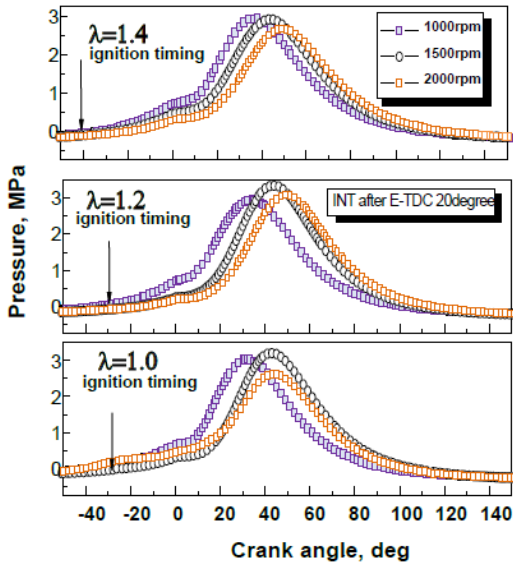 λ=1.4
ignition timing
1000rpm
1500rpm
2000rpm
3
2
1
0
λ=1.2
ignition timing
INT after E-TDC 20degree
3
2
1
0
λ=1.0
ignition timing
3
2
1
0
Pressure, MPa
-40 -20 0 20 40 60 80 100 120 140
Crank angle, deg